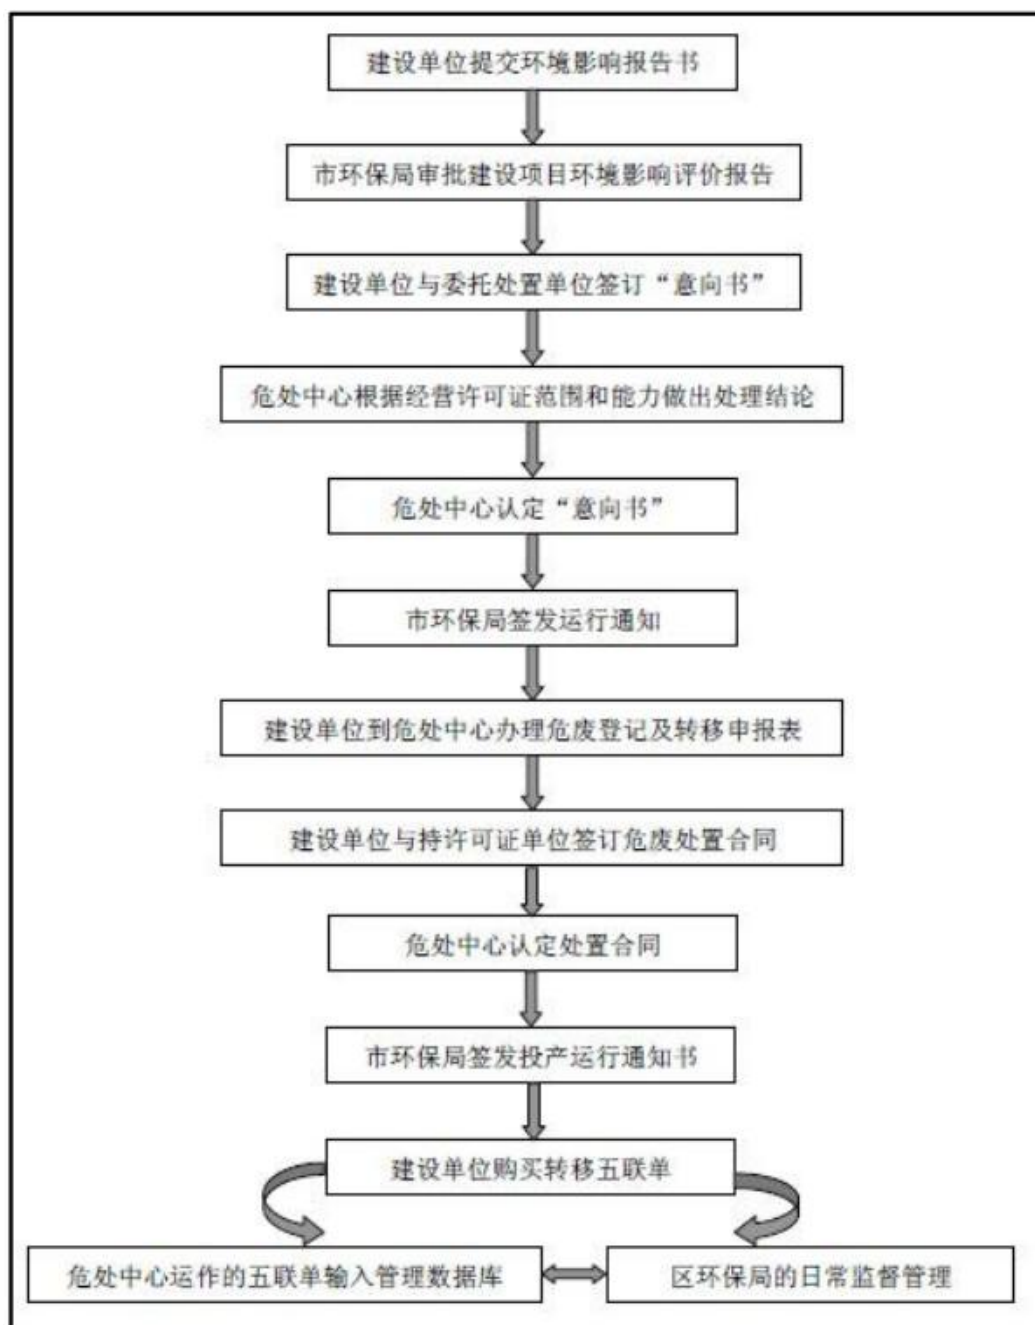 建设单位提交环境影响报告书
市环保局审批建设项目环境影响评价报告
建设单位与委托处置单位签订“意向书”
危处中心根据经营许可证范围和能力做出处理结论
危处中心认定“意向书”
市环保局签发运行通知
建设单位到危处中心办理危废登记及转移申报表
建设单位与持许可证单位签订危废处置合同
危处中心认定处置合同
市环保局签发投产运行通知书
建设单位购买转移五联单
危处中心运作的五联单输入管理数据库
区环保局的日常监督管理